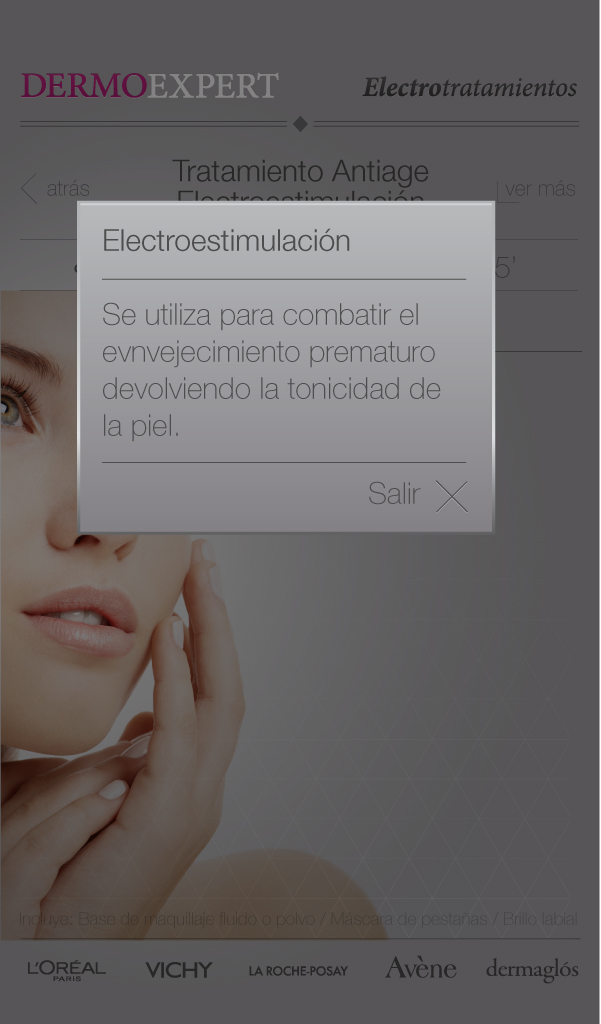 DERMOEXPERT
Electrotratamientos
atrás
Tratamiento Antiage
Electroestimulación
ver más
5'
Electroestimulación
Se utiliza para combatir el
evnvejecimiento prematuro
devolviendo la tonicidad de
la piel.
Salir
Incluye: Base de maquillaje fluido o polvo / Máscara de pestañas / Brillo labial
L'ORÉAL
PARIS
VICHY
LA ROCHE-POSAY
Avène
dermaglós